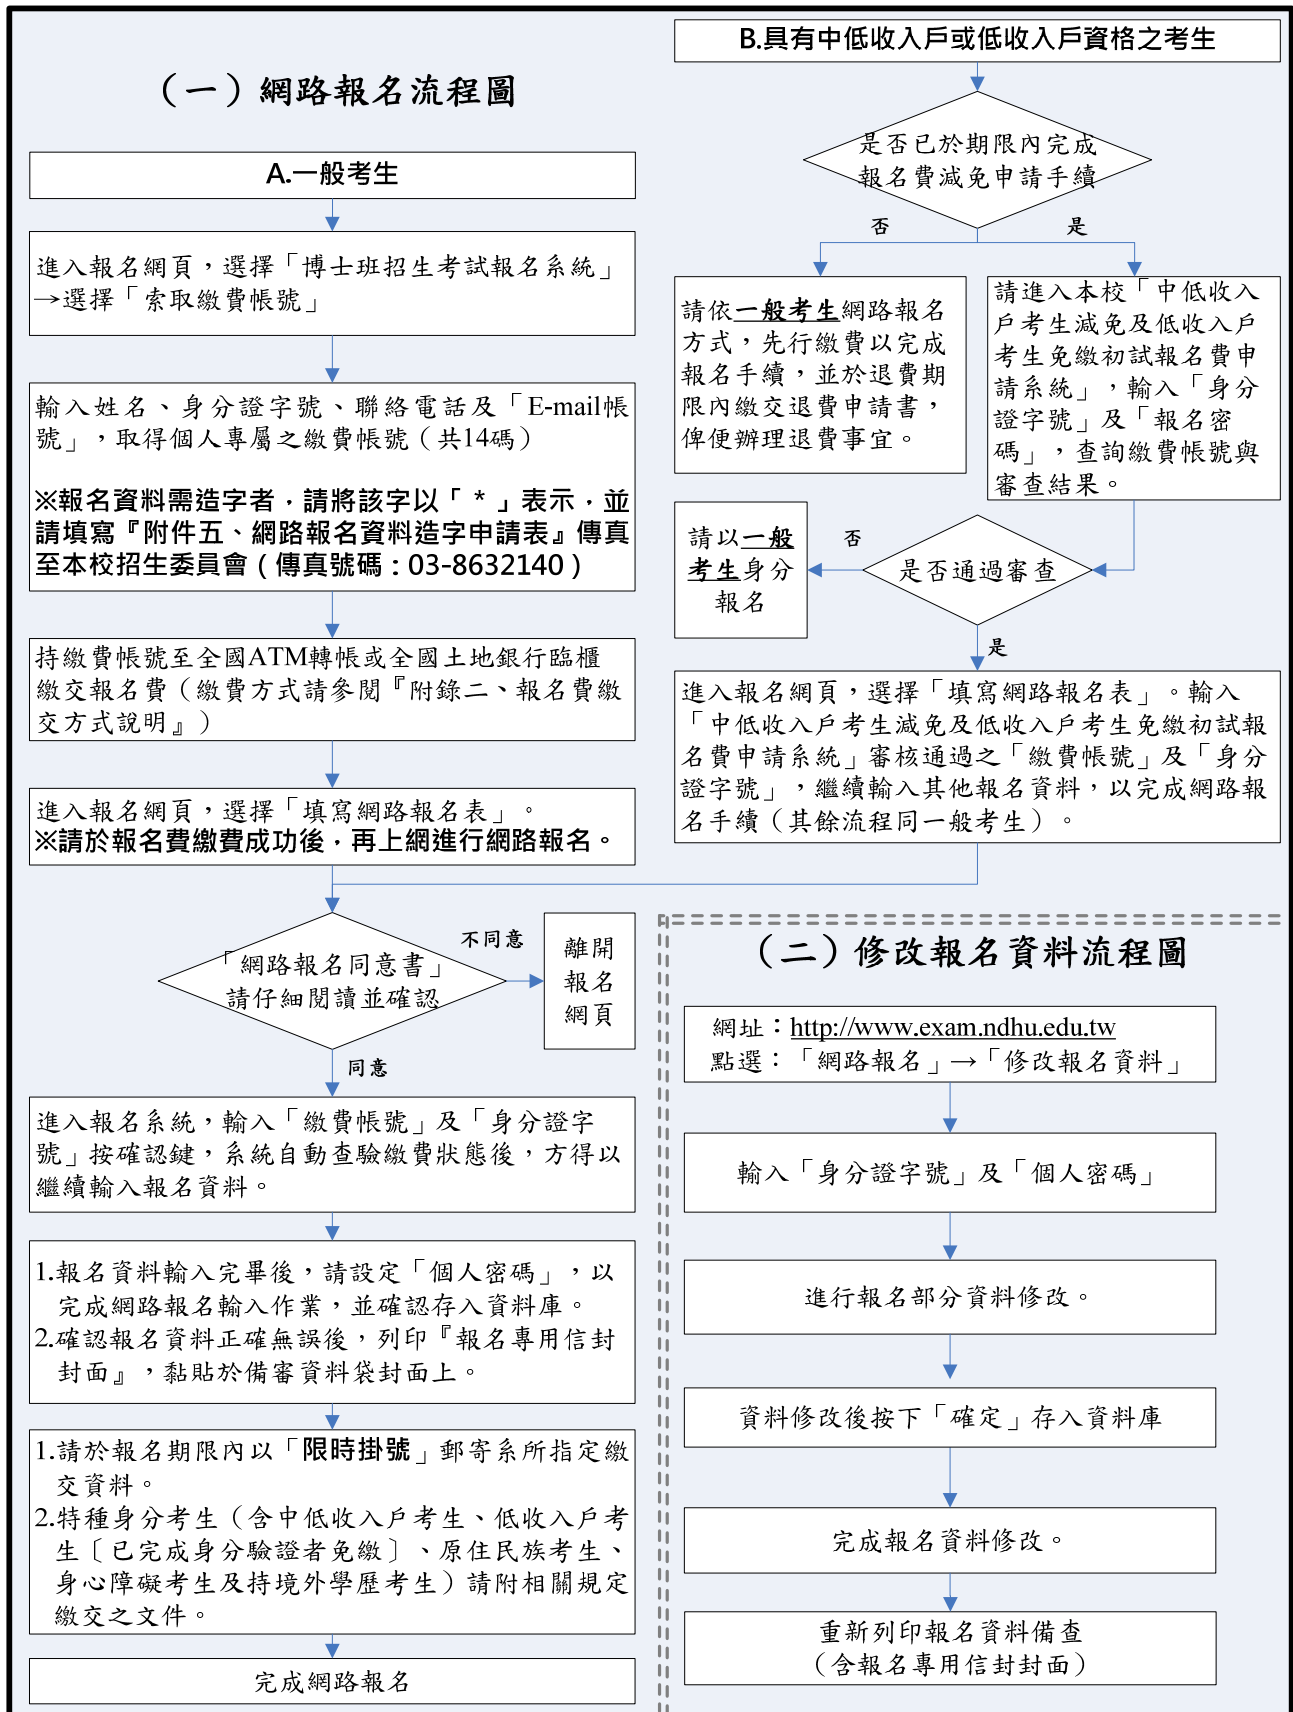 （一）網路報名流程圖
A.一般考生
進入報名網頁，選擇「博士班招生考試報名系統」
→選擇「索取繳費帳號」
輸入姓名、身分證字號、聯絡電話及「E-mail帳
號」，取得個人專屬之繳費帳號（共14碼）
※報名資料需造字者，請將該字以「 * 」表示，並
請填寫『附件五、網路報名資料造字申請表』傳真
至本校招生委員會（傳真號碼：03-8632140）
持繳費帳號至全國ATM轉帳或全國土地銀行臨櫃
繳交報名費（繳費方式請參閱『附錄二、報名費繳
交方式說明』）
進入報名網頁，選擇「填寫網路報名表」。
※請於報名費繳費成功後，再上網進行網路報名。
「網路報名同意書」
請仔細閱讀並確認
不同意
離開
報名
網頁
同意
進入報名系統，輸入「繳費帳號」及「身分證字
號」按確認鍵，系統自動查驗繳費狀態後，方得以
繼續輸入報名資料。
1.報名資料輸入完畢後，請設定「個人密碼」，以
完成網路報名輸入作業，並確認存入資料庫。
2.確認報名資料正確無誤後，列印『報名專用信封
封面』，黏貼於備審資料袋封面上。
1.請於報名期限內以「限時掛號」郵寄系所指定繳
交資料。
2.特種身分考生（含中低收入戶考生、低收入戶考
生〔已完成身分驗證者免繳〕、原住民族考生、
身心障礙考生及持境外學歷考生）請附相關規定
繳交之文件。
完成網路報名
B.具有中低收入戶或低收入戶資格之考生
是否已於期限內完成
報名費減免申請手續
否
是
請依一般考生網路報名
方式，先行繳費以完成
報名手續，並於退費期
限內繳交退費申請書，
俾便辦理退費事宜。
請進入本校「中低收入
戶考生減免及低收入戶
考生免繳初試報名費申
請系統」，輸入「身分
證字號」及「報名密
碼」，查詢繳費帳號與
審查結果。
請以一般
考生身分
報名
否
是否通過審查
是
進入報名網頁，選擇「填寫網路報名表」。輸入
「中低收入戶考生減免及低收入戶考生免繳初試報
名費申請系統」審核通過之「繳費帳號」及「身分
證字號」，繼續輸入其他報名資料，以完成網路報
名手續（其餘流程同一般考生）。
（二）修改報名資料流程圖
網址：http://www.exam.ndhu.edu.tw
點選：「網路報名」→「修改報名資料」
輸入「身分證字號」及「個人密碼」
進行報名部分資料修改。
資料修改後按下「確定」存入資料庫
完成報名資料修改。
重新列印報名資料備查
（含報名專用信封封面）